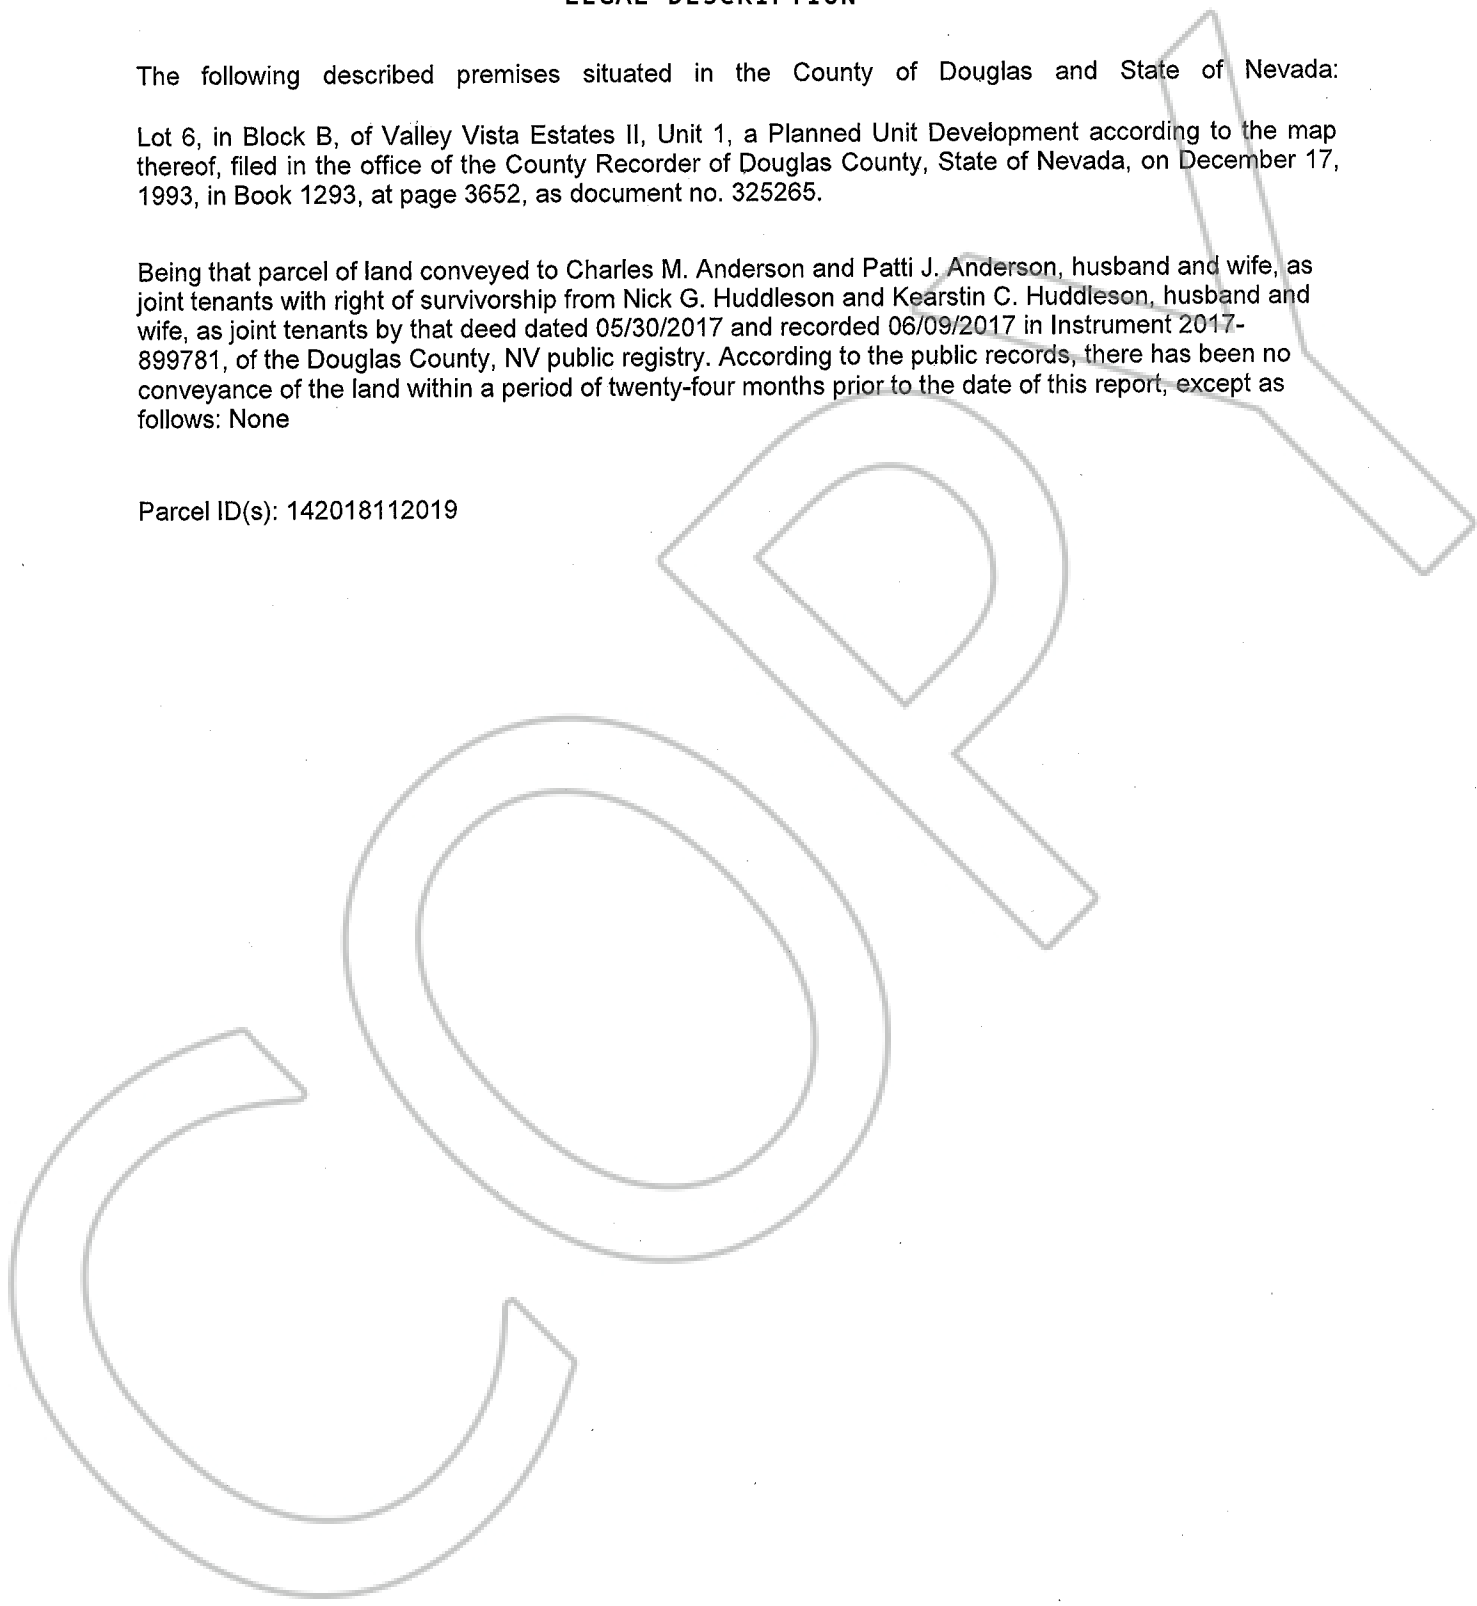 LEGAL DESCRIPTION
The following described premises situated in the County of Douglas and State of Nevada:
Lot 6, in Block B, of Valley Vista Estates II, Unit 1, a Planned Unit Development according to the map
thereof, filed in the office of the County Recorder of Douglas County, State of Nevada, on December 17,
1993, in Book 1293, at page 3652, as document no. 325265.
Being that parcel of land conveyed to Charles M. Anderson and Patti J. Anderson, husband and wife, as
joint tenants with right of survivorship from Nick G. Huddleson and Kearstin C. Huddleson, husband and
wife, as joint tenants by that deed dated 05/30/2017 and recorded 06/09/2017 in Instrument 2017-
899781, of the Douglas County, NV public registry. According to the public records, there has been no
conveyance of the land within a period of twenty-four months prior to the date of this report, except as
follows: None
Parcel ID(s): 142018112019
COPY